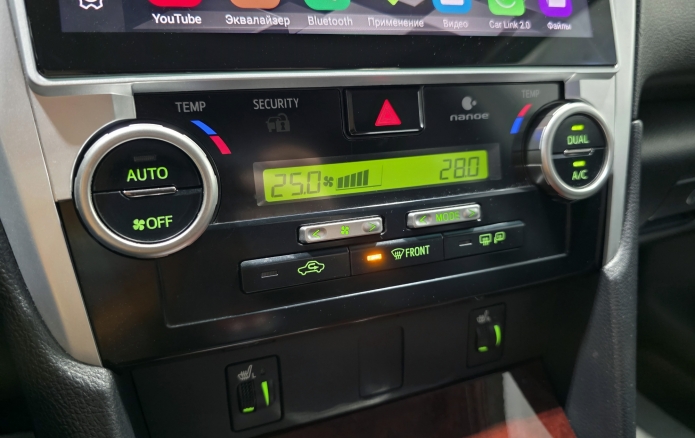 YouTube Эквалайзер Bluetooth Применение Видео Car Link 2.0 Файлы
TEMP SECURITY nanoe TEMP
AUTO
OFF
25.0 28.0
DUAL
A/C
MODE
FRONT